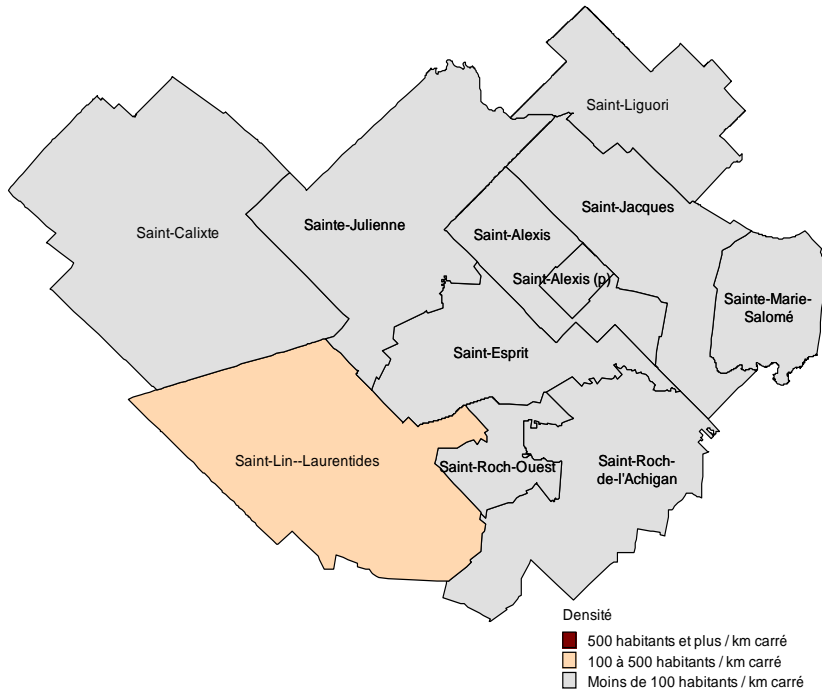 Saint-Liguori
Saint-Calixte
Sainte-Julienne
Saint-Jacques
Saint-Alexis
Saint-Alexis (p)
Sainte-Marie-
Salomé
Saint-Esprit
Saint-Lin--Laurentides
Saint-Roch-Ouest
Saint-Roch-
de-l'Achigan
Densité
500 habitants et plus / km carré
100 à 500 habitants / km carré
Moins de 100 habitants / km carré